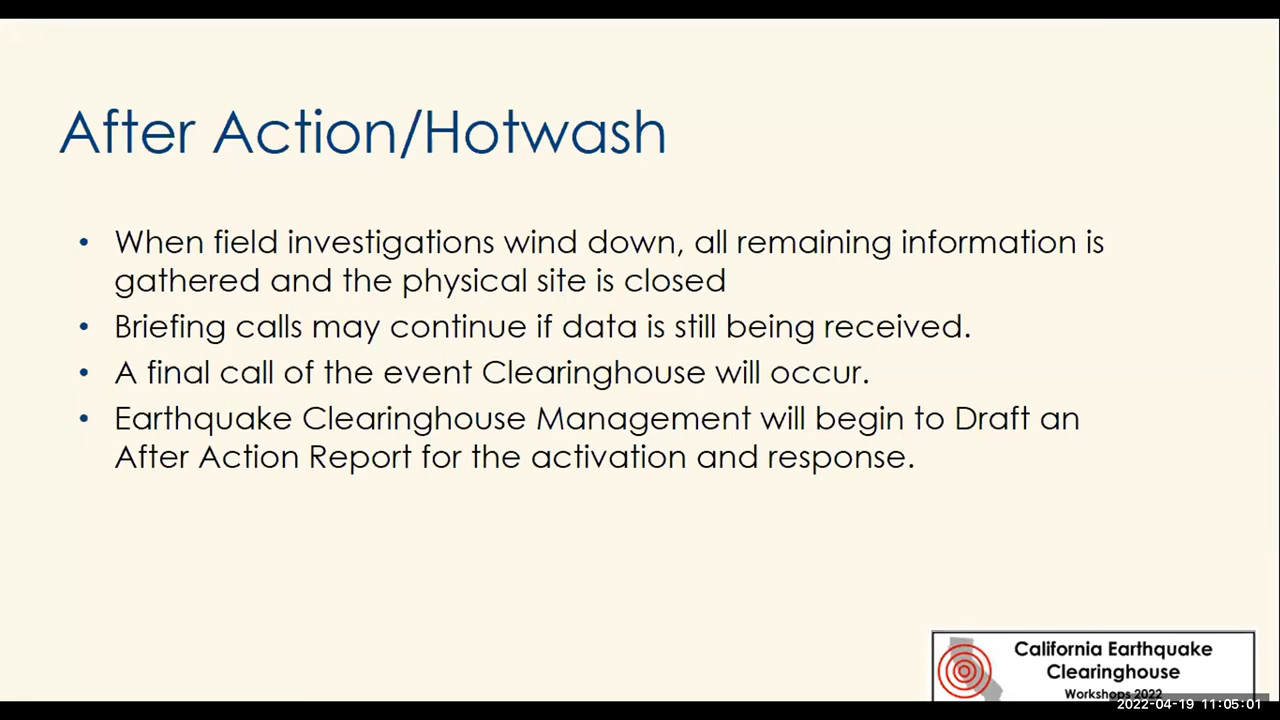 After Action/Hotwash
• When field investigations wind down, all remaining information is
gathered and the physical site is closed
• Briefing calls may continue if data is still being received.
• A final call of the event Clearinghouse will occur.
• Earthquake Clearinghouse Management will begin to Draft an
After Action Report for the activation and response.
California Earthquake
Clearinghouse
Workshops 2022
2022-04-19 11:05:01